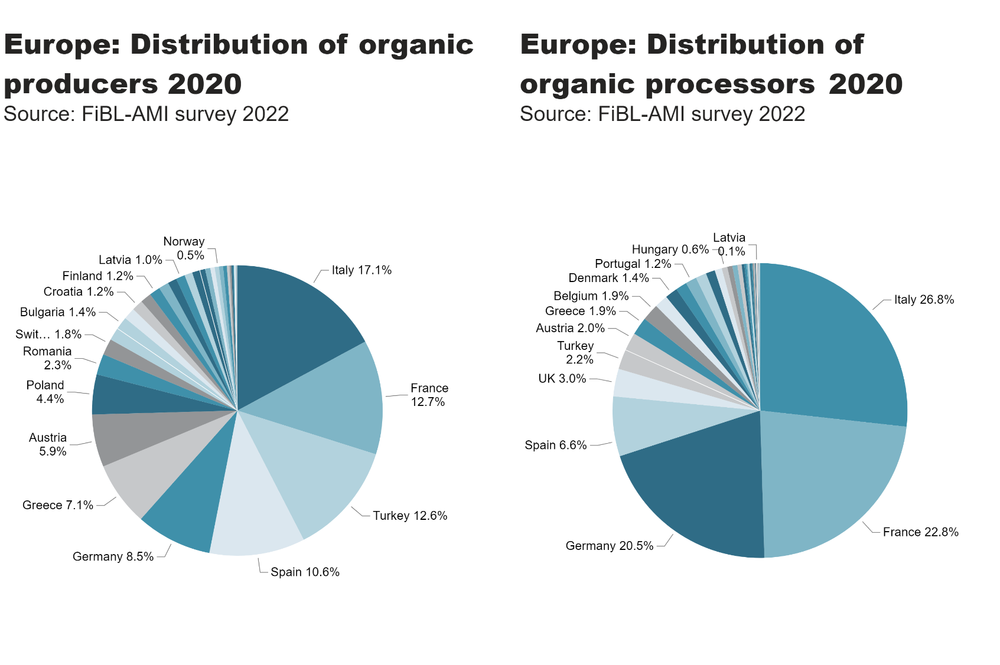 Europe: Distribution of organic
producers 2020
Source: FiBL-AMI survey 2022
Norway
0.5%
Latvia 1.0%
Finland 1.2%
Croatia 1.2%
Bulgaria 1.4%
Swit... 1.8%
Romania
2.3%
Poland
4.4%
Austria
5.9%
Greece 7.1%
Germany 8.5%
Spain 10.6%
Turkey 12.6%
France
12.7%
Italy 17.1%
Europe: Distribution of
organic processors 2020
Source: FiBL-AMI survey 2022
Latvia
0.1%
Hungary 0.6%
Portugal 1.2%
Denmark 1.4%
Belgium 1.9%
Greece 1.9%
Austria 2.0%
Turkey
2.2%
UK 3.0%
Spain 6.6%
Germany 20.5%
France 22.8%
Italy 26.8%